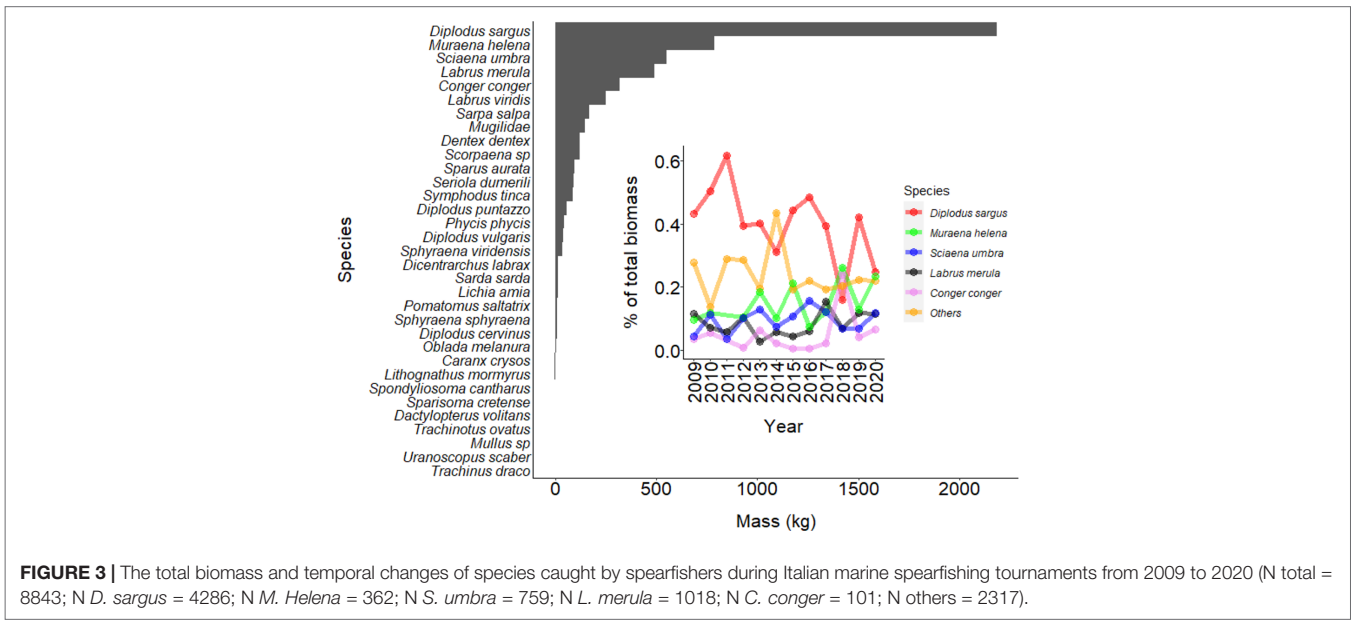 Species
Diplodus sargus
Muraena helena
Sciaena umbra
Labrus merula
Conger conger
Labrus viridis
Sarpa salpa
Mugilidae
Dentex dentex
Scorpaena sp
Sparus aurata
Seriola dumerili
Symphodus tinca
Diplodus puntazzo
Phycis phycis
Diplodus vulgaris
Sphyraena viridensis
Dicentrarchus labrax
Sarda sarda
Lichia amia
Pomatomus saltatrix
Sphyraena sphyraena
Diplodus cervinus
Oblada melanura
Caranx crysos
Lithognathus mormyrus
Spondyliosoma cantharus
Sparisoma cretense
Dactylopterus volitans
Trachinotus ovatus
Mullus sp
Uranoscopus scaber
Trachinus draco
0 500 1000 1500 2000
Mass (kg)
% of total biomass
0.6
0.4
0.2
0.0
2009 2010 2011 2012 2013 2014 2015 2016 2017 2018 2019 2020
Year
Species
Diplodus sargus
Muraena helena
Sciaena umbra
Labrus merula
Conger conger
Others
FIGURE 3 | The total biomass and temporal changes of species caught by spearfishers during Italian marine spearfishing tournaments from 2009 to 2020 (N total =
8843; N D. sargus = 4286; N M. Helena = 362; N S. umbra = 759; N L. merula = 1018; N C. conger = 101; N others = 2317).